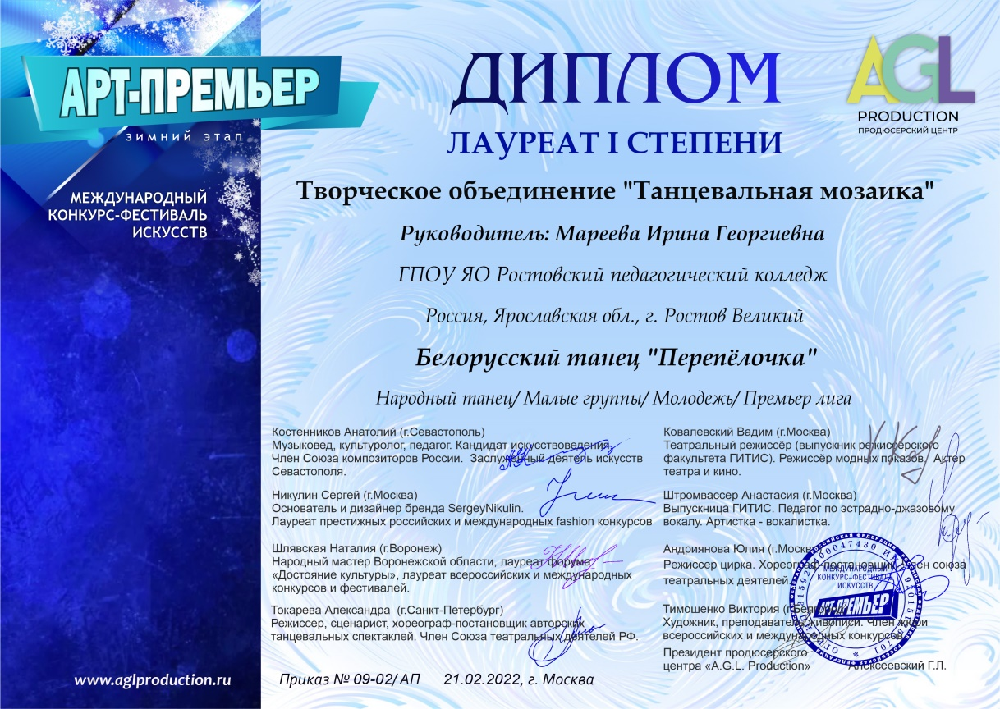 АРТ-ПРЕМЬЕР
зимний этап
МЕЖДУНАРОДНЫЙ
КОНКУРС-ФЕСТИВАЛЬ
ИСКУССТВ
www.aglproduction.ru
ДИПЛОМ
AGL
PRODUCTION
ПРОДЮСЕРСКИЙ ЦЕНТР
ЛАУРЕАТ I СТЕПЕНИ
Творческое объединение "Танцевальная мозаика"
Руководитель: Мареева Ирина Георгиевна
ГПОУ ЯО Ростовский педагогический колледж
Россия, Ярославская обл., г. Ростов Великий
Белорусский танец "Перепёлочка"
Народный танец/ Малые группы/ Молодежь/ Премьер лига
Костенников Анатолий (г.Севастополь)
Музыковед, культуролог, педагог. Кандидат искусствоведения.
Член Союза композиторов России. Заслуженный деятель искусств
Севастополя.
Никулин Сергей (г.Москва)
Основатель и дизайнер бренда SergeyNikulin.
Лауреат престижных российских и международных fashion конкурсов
Шпявская Наталия (г.Воронеж)
Народный мастер Воронежской области, лауреат форума
«Достояние культуры», лауреат всероссийских и международных
конкурсов и фестивалей.
Токарева Александра (г.Санкт-Петербург)
Режиссер, сценарист, хореограф-постановщик авторских
танцевальных спектаклей. Член Союза театральных деятелей РФ.
Ковалевский Вадим (г.Москва)
Театральный режиссёр (выпускник режиссёрского
факультета ГИТИС). Режиссёр модных показов. Актер
театра и кино.
Штромвассер Анастасия (г.Москва)
Выпускница ГИТИС. Педагог по эстрадно-джазовому
вокалу. Артистка - вокалистка.
Андриянова Юлия (г.Москва)
Режиссер цирка. Хореограф-постановщик. Член союза
театральных деятелей.
Тимошенко Виктория (г.Белгород)
Художник, преподаватель живописи. Член жюри
всероссийских и международных конкурсов.
Президент продюсерского
центра «A.G.L. Production» Алексеевский Г.Л.
МЕЖДУНАРОДНЫЙ
КОНКУРС-ФЕСТИВАЛЬ
ИСКУССТВ
АРТ-ПРЕМЬЕР
РОССИЙСКАЯ ФЕДЕРАЦИЯ
Приказ № 09-02/ АП 21.02.2022, г. Москва